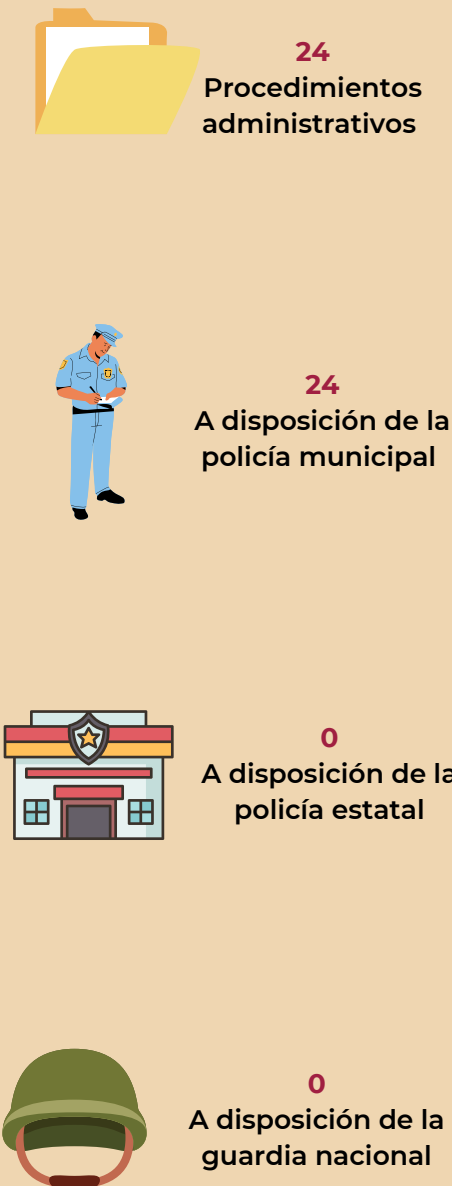 24
Procedimientos
administrativos
24
A disposición de la
policía municipal
0
A disposición de la
policía estatal
0
A disposición de la
guardia nacional